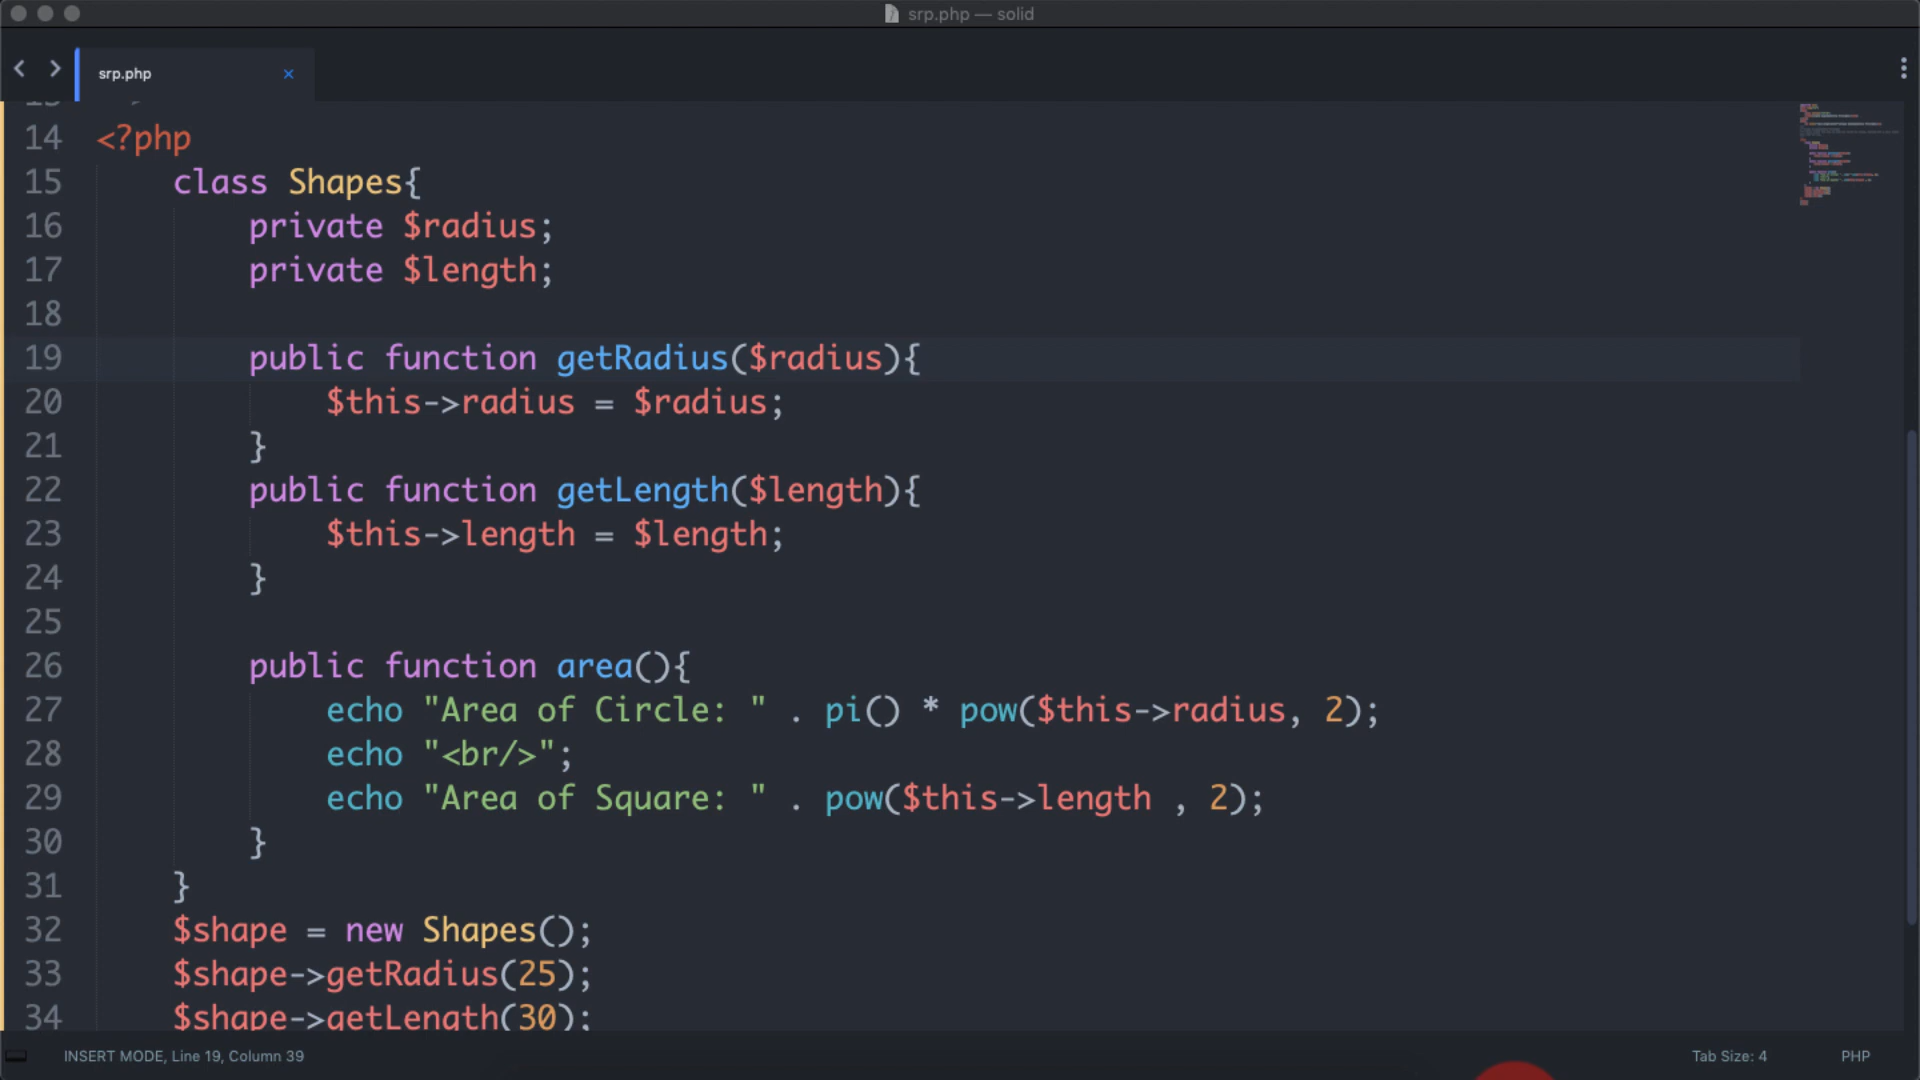 srp.php — solid
srp.php
14 <?php
15 class Shapes{
16 private $radius;
17 private $length;
18
19 public function getRadius($radius){
20 $this->radius = $radius;
21 }
22 public function getLength($length){
23 $this->length = $length;
24 }
25
26 public function area(){
27 echo "Area of Circle: " . pi() * pow($this->radius, 2);
28 echo "<br/>";
29 echo "Area of Square: " . pow($this->length , 2);
30 }
31 }
32 $shape = new Shapes();
33 $shape->getRadius(25);
34 $shape->getLength(30);
INSERT MODE, Line 19, Column 39
Tab Size: 4
PHP